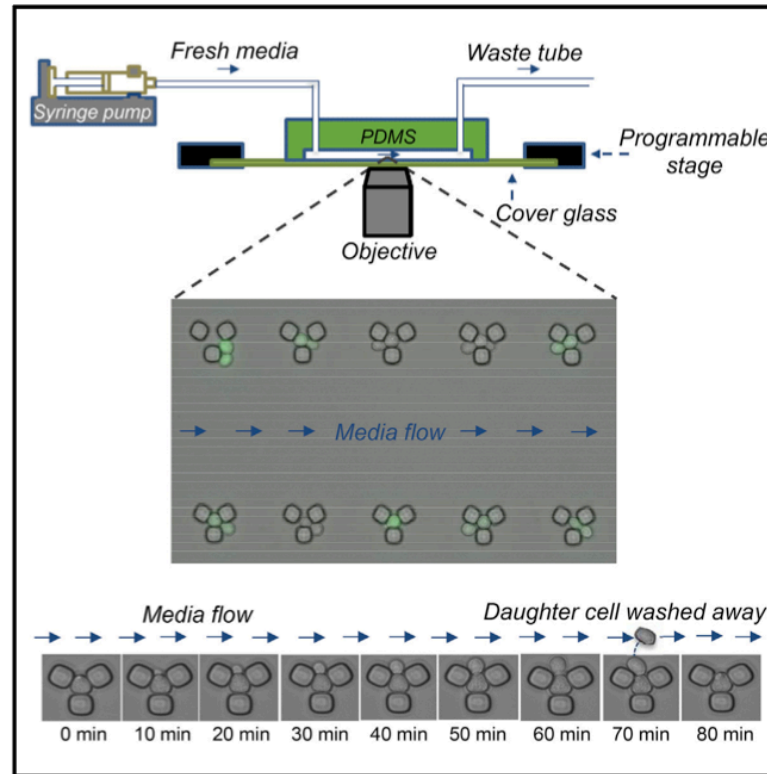 Fresh media
Waste tube
Syringe pump
PDMS
Programmable
stage
Cover glass
Objective
Media flow
Media flow
Daughter cell washed away
0 min 10 min 20 min 30 min 40 min 50 min 60 min 70 min 80 min